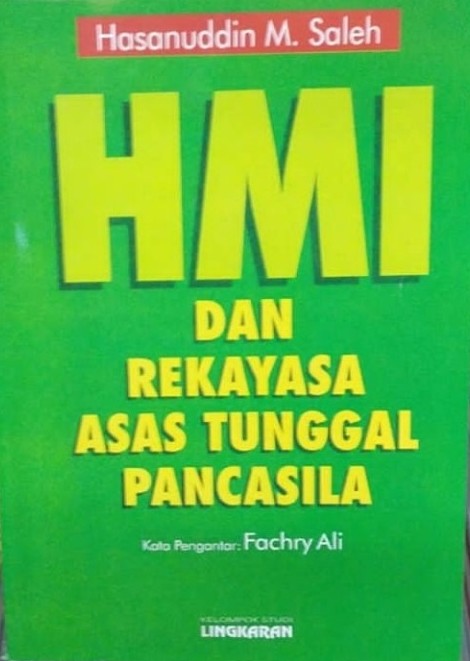 Hasanuddin M. Saleh
HMI
DAN
REKAYASA
ASAS TUNGGAL
PANCASILA
Kata Pengantar: Fachry Ali
KELOMPOK STUDI
LINGKARAN